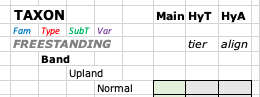 TAXON Main HyT HyA
Fam Type SubT Var
FREESTANDING tier align
Band
Upland
Normal